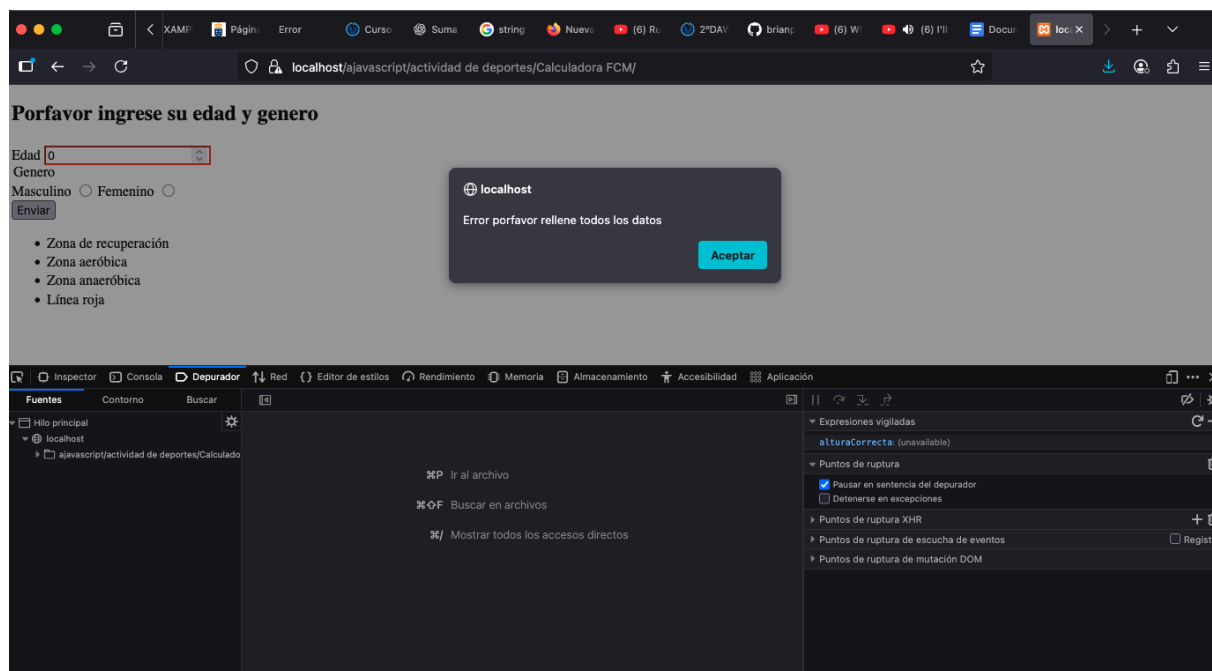 XAMP Página Error Curso Suma string Nueva (6) Ru 2ºDAW brianp (6) W (6) I'll Docum loc
localhost/ajavascript/actividad de deportes/Calculadora FCM/
Porfavor ingrese su edad y genero
Edad 0
Genero
Masculino Femenino
Enviar
Zona de recuperación
Zona aeróbica
Zona anaeróbica
Línea roja
localhost
Error porfavor rellene todos los datos
Aceptar
Inspector Consola Depurador Red Editor de estilos Rendimiento Memoria Almacenamiento Accesibilidad Aplicación
Fuentes Contorno Buscar
Hilo principal
localhost
ajavascript/actividad de deportes/Calculado
⌘P Ir al archivo
⌘⇧F Buscar en archivos
⌘/ Mostrar todos los accesos directos
Expresiones vigiladas
alturaCorrecta: (unavailable)
Puntos de ruptura
Pausar en sentencia del depurador
Detenerse en excepciones
Puntos de ruptura XHR
Puntos de ruptura de escucha de eventos Regist
Puntos de ruptura de mutación DOM